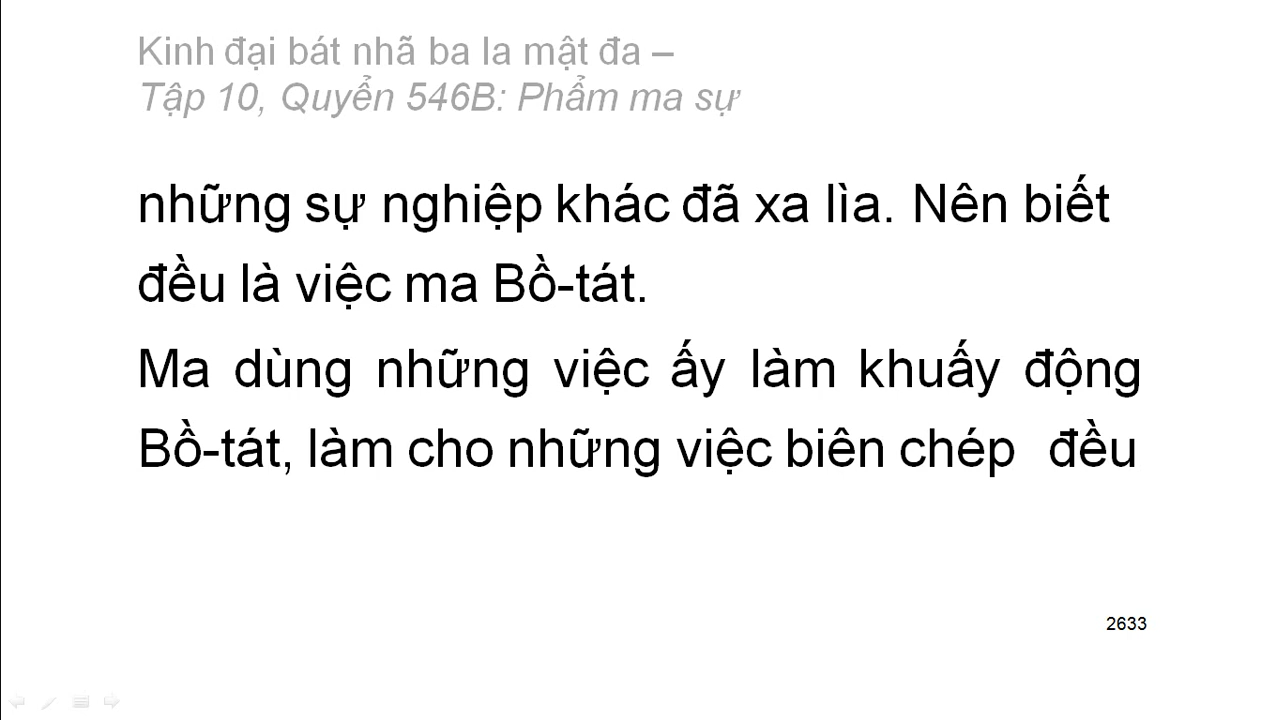 Kinh đại bát nhã ba la mật đa –
Tập 10, Quyển 546B: Phẩm ma sự
những sự nghiệp khác đã xa lìa. Nên biết
đều là việc ma Bồ-tát.
Ma dùng những việc ấy làm khuấy động
Bồ-tát, làm cho những việc biên chép đều
2633